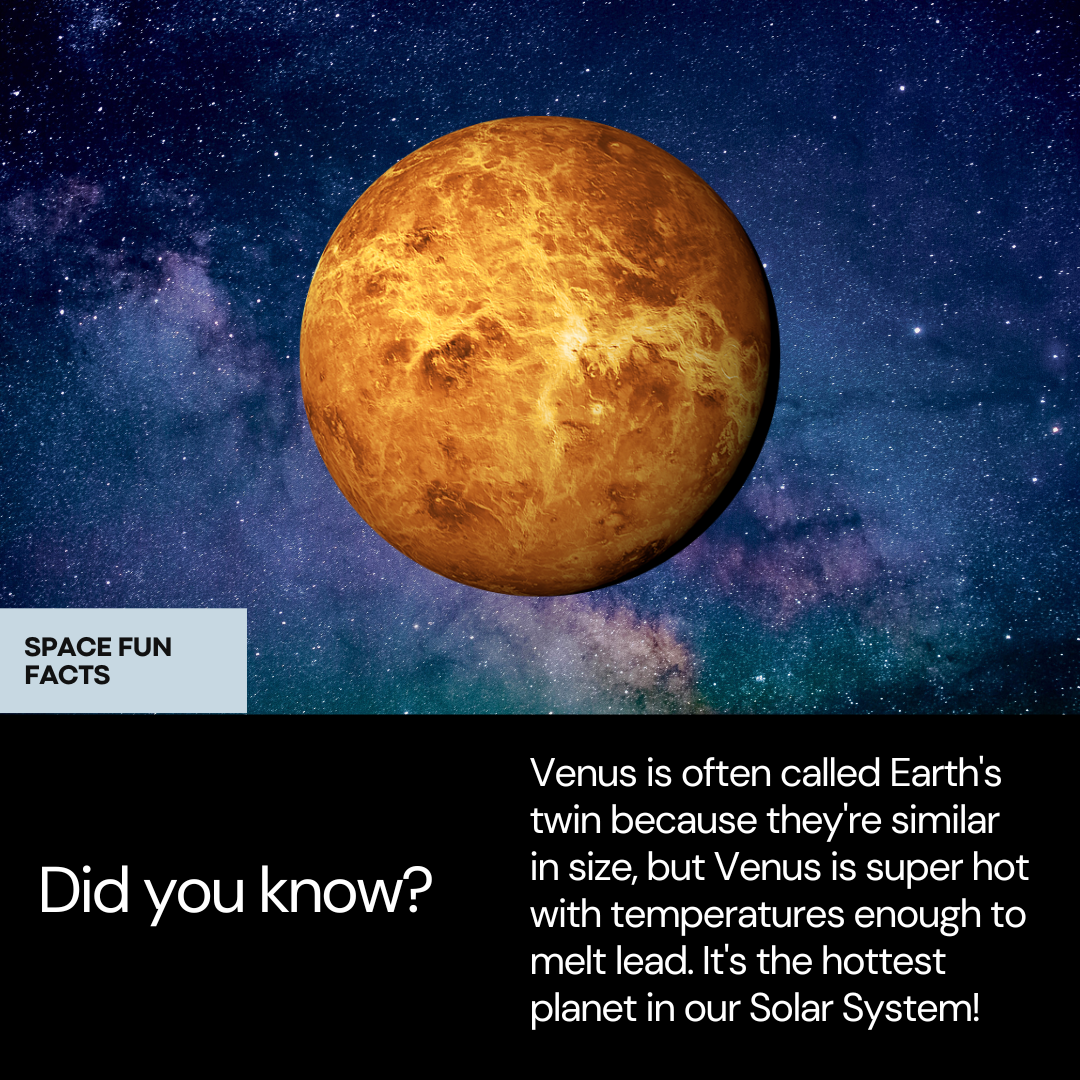 SPACE FUN
FACTS
Did you know?
Venus is often called Earth's
twin because they're similar
in size, but Venus is super hot
with temperatures enough to
melt lead. It's the hottest
planet in our Solar System!